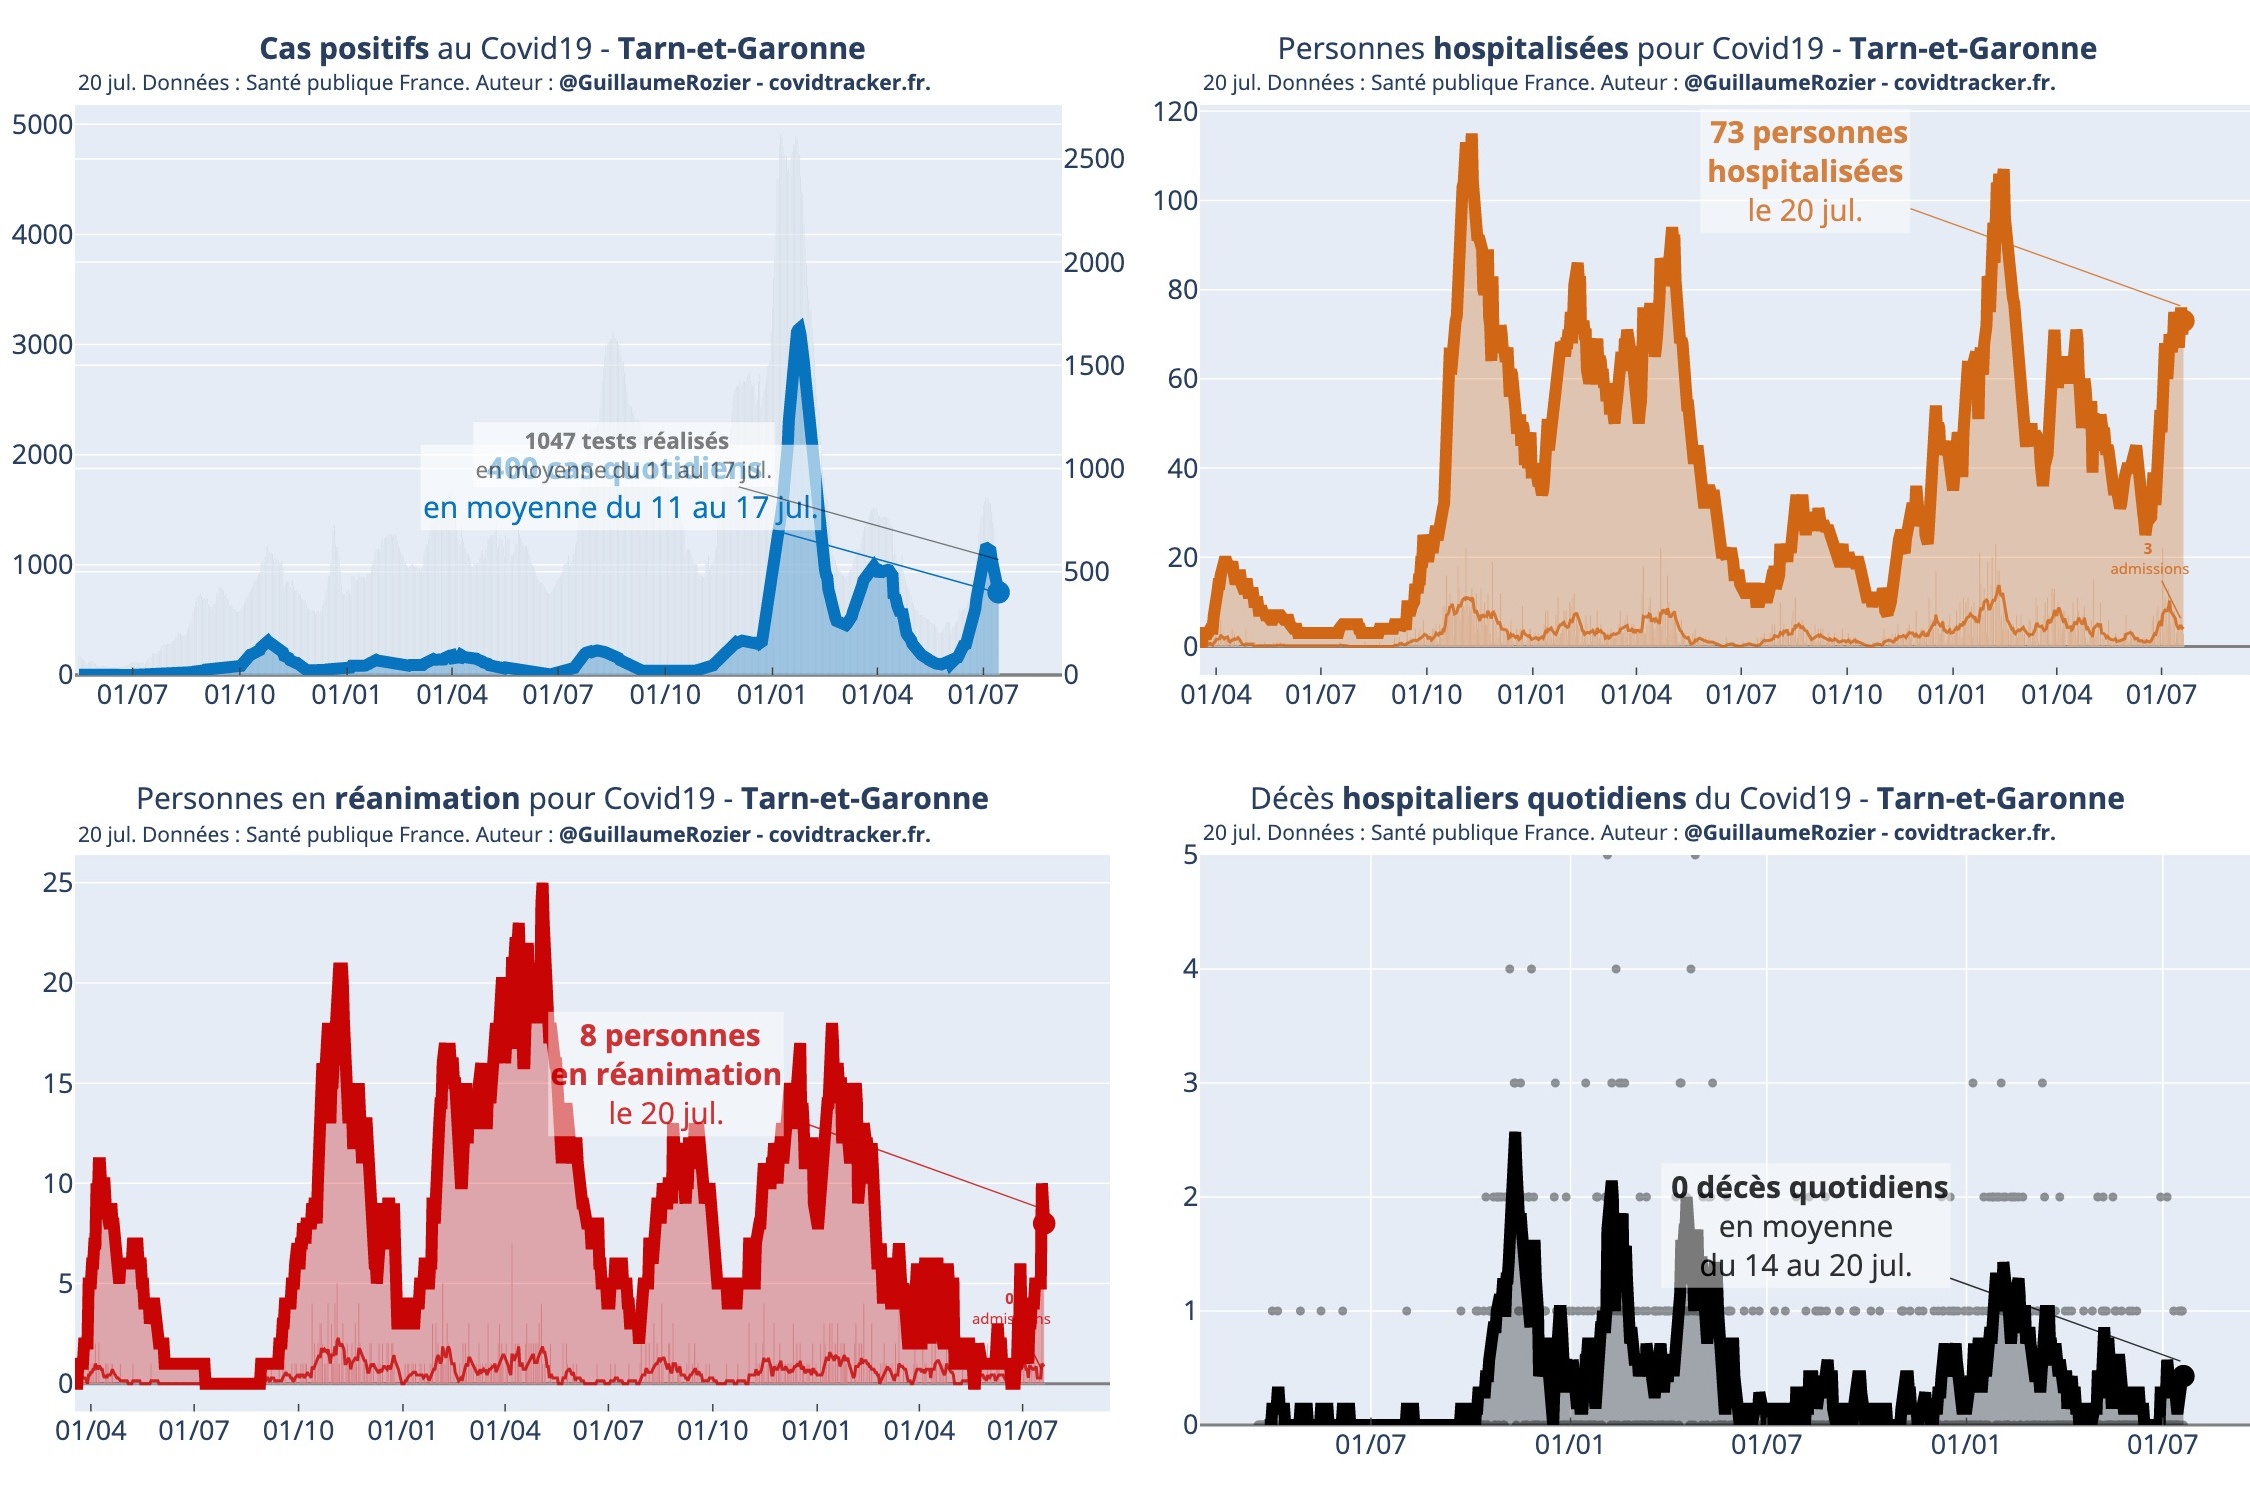 Cas positifs au Covid19 - Tarn-et-Garonne
20 jul. Données : Santé publique France. Auteur : @GuillaumeRozier - covidtracker.fr.
5000
4000
3000
2000
1000
0
2500
2000
1500
1000
500
0
1047 tests réalisés
en moyenne du 11 au 17 jul.
400 cas quotidiens
en moyenne du 11 au 17 jul.
01/07 01/10 01/01 01/04 01/07 01/10 01/01 01/04 01/07
Personnes hospitalisées pour Covid19 - Tarn-et-Garonne
20 jul. Données : Santé publique France. Auteur : @GuillaumeRozier - covidtracker.fr.
120
100
80
60
40
20
0
73 personnes
hospitalisées
le 20 jul.
3
admissions
01/04 01/07 01/10 01/01 01/04 01/07 01/10 01/01 01/04 01/07
Personnes en réanimation pour Covid19 - Tarn-et-Garonne
20 jul. Données : Santé publique France. Auteur : @GuillaumeRozier - covidtracker.fr.
25
20
15
10
5
0
8 personnes
en réanimation
le 20 jul.
0
admissions
01/04 01/07 01/10 01/01 01/04 01/07 01/10 01/01 01/04 01/07
Décès hospitaliers quotidiens du Covid19 - Tarn-et-Garonne
20 jul. Données : Santé publique France. Auteur : @GuillaumeRozier - covidtracker.fr.
5
4
3
2
1
0
0 décès quotidiens
en moyenne
du 14 au 20 jul.
01/07 01/01 01/07 01/01 01/07